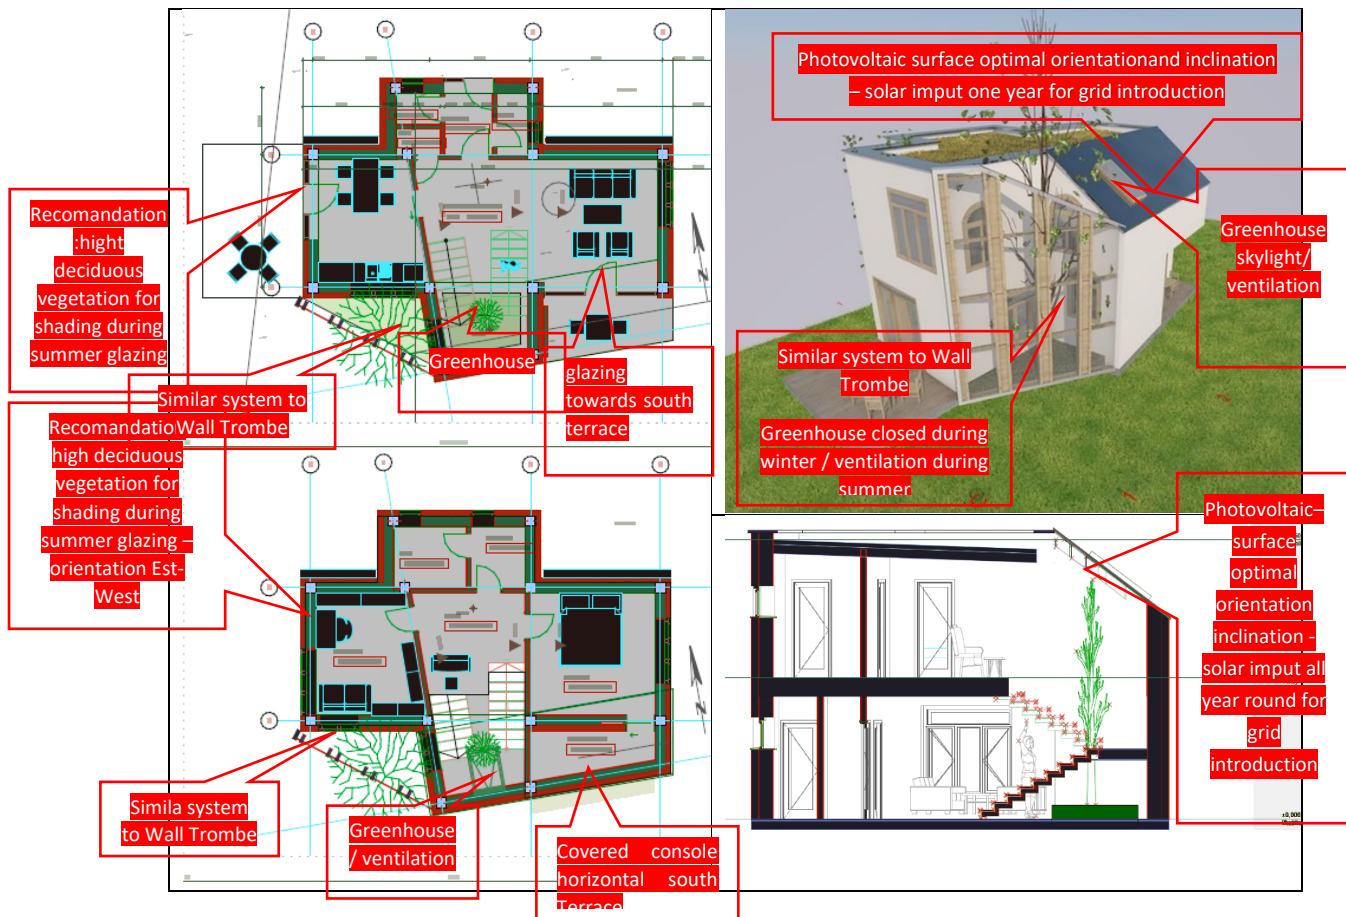 Photovoltaic surface optimal orientationand inclination
– solar imput one year for grid introduction
Recomandation
:hight
deciduous
vegetation for
shading during
summer glazing
Greenhouse
skylight/
ventilation
Greenhouse
glazing
towards south
terrace
Similar system to
Wall Trombe
Similar system to Wall
Trombe
Greenhouse closed during
winter / ventilation during
summer
Recomandatio
high deciduous
vegetation for
shading during
summer glazing –
orientation Est-
West
Photovoltaic–
surface
optimal
orientation
inclination -
solar imput all
year round for
grid
introduction
Simila system
to Wall Trombe
Greenhouse
/ ventilation
Covered console
horizontal south
Terrace
±0,000